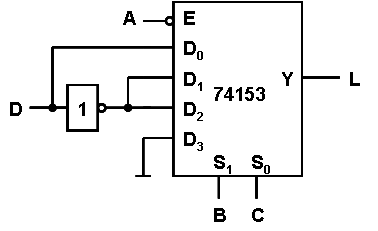 A E
D₀
D₁
D 1 D₂
D₃
74153
Y L
S₁ S₀
B C